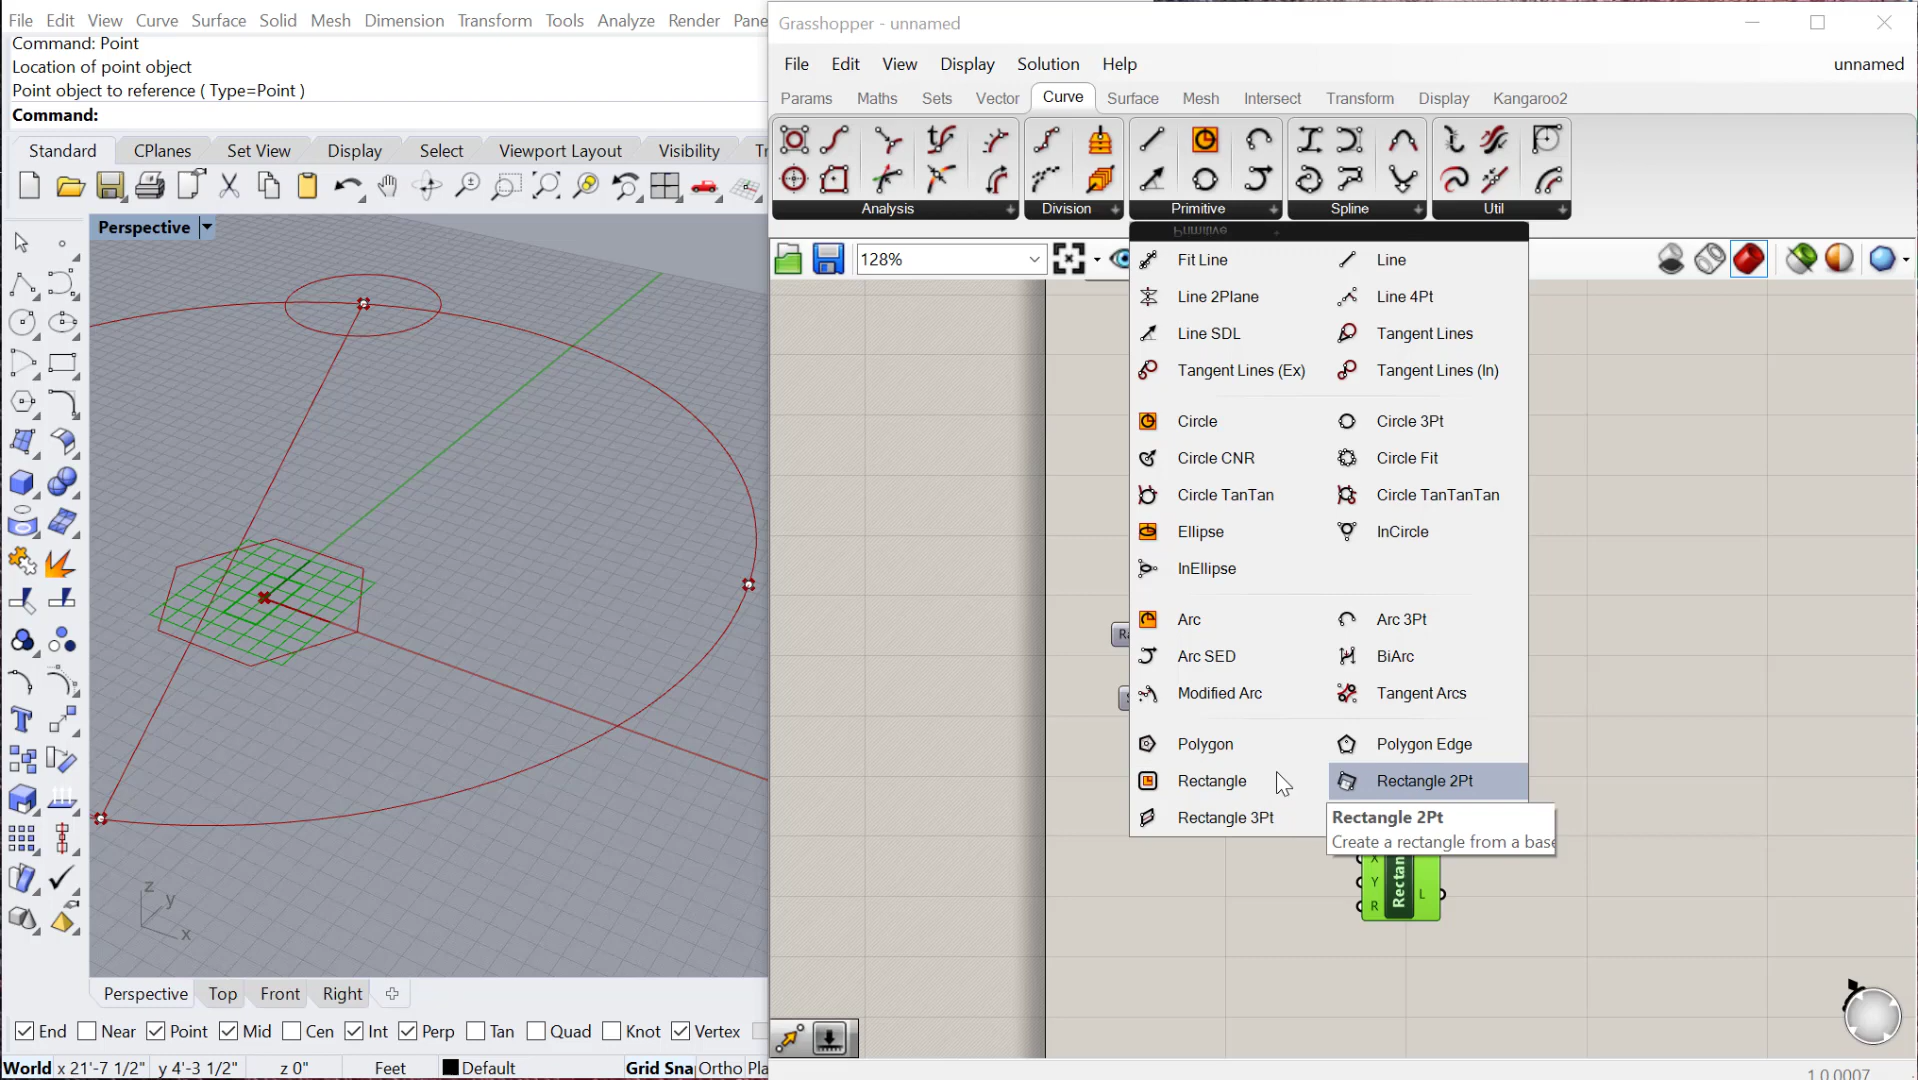 File Edit View Curve Surface Solid Mesh Dimension Transform Tools Analyze Render Pane
Command: Point
Location of point object
Point object to reference ( Type=Point )
Command:
Standard CPlanes Set View Display Select Viewport Layout Visibility
Perspective
z
y
x
Perspective Top Front Right
End Near Point Mid Cen Int Perp Tan Quad Knot Vertex
World x 21'-7 1/2" y 4'-3 1/2" z 0" Feet Default Grid Sna Ortho Pla
Grasshopper - unnamed
File Edit View Display Solution Help unnamed
Params Maths Sets Vector Curve Surface Mesh Intersect Transform Display Kangaroo2
Analysis Division Primitive Spline Util
128%
Primitive
Fit Line Line
Line 2Plane Line 4Pt
Line SDL Tangent Lines
Tangent Lines (Ex) Tangent Lines (In)
Circle Circle 3Pt
Circle CNR Circle Fit
Circle TanTan Circle TanTanTan
Ellipse InCircle
InEllipse
Arc Arc 3Pt
Arc SED BiArc
Modified Arc Tangent Arcs
Polygon Polygon Edge
Rectangle Rectangle 2Pt
Rectangle 3Pt
Rectangle 2Pt
Create a rectangle from a base
X
Y
R
Rectan
L
1.0.0007